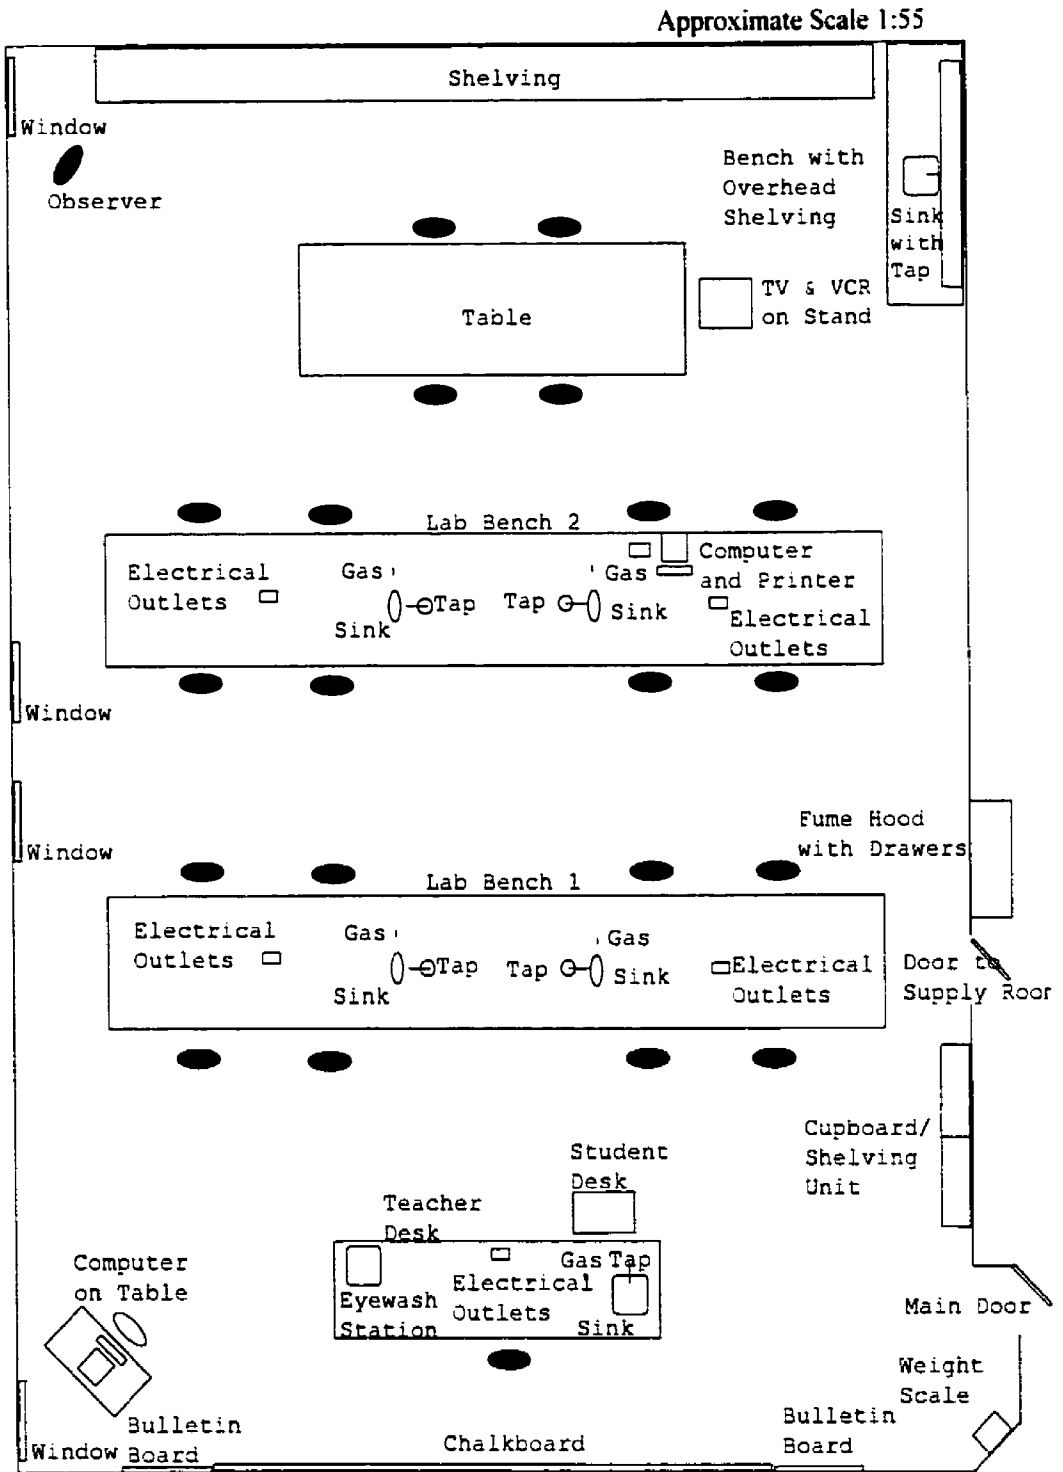 Approximate Scale 1:55
Shelving
Window
Observer
Bench with
Overhead
Shelving
Sink
with
Tap
TV & VCR
on Stand
Table
Lab Bench 2
Electrical
Outlets
Gas
Sink
Tap
Tap
Gas
Sink
Computer
and Printer
Electrical
Outlets
Window
Window
Fume Hood
with Drawers
Lab Bench 1
Electrical
Outlets
Gas
Sink
Tap
Tap
Gas
Sink
Electrical
Outlets
Door to
Supply Room
Cupboard/
Shelving
Unit
Student
Desk
Teacher
Desk
Computer
on Table
Eyewash
Station
Electrical
Outlets
Gas Tap
Sink
Main Door
Weight
Scale
Window
Bulletin
Board
Chalkboard
Bulletin
Board